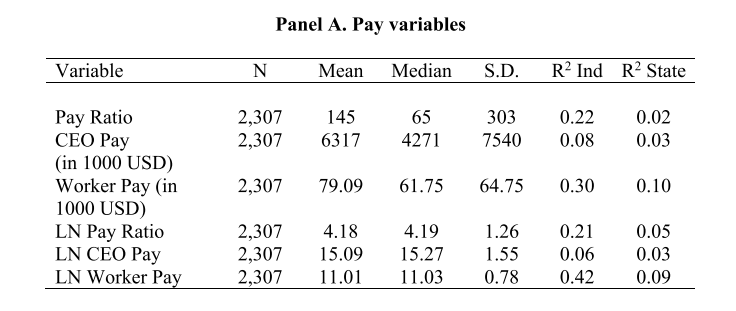 Panel A. Pay variables
Variable N Mean Median S.D. R² Ind R² State
Pay Ratio 2,307 145 65 303 0.22 0.02
CEO Pay 2,307 6317 4271 7540 0.08 0.03
(in 1000 USD)
Worker Pay (in 2,307 79.09 61.75 64.75 0.30 0.10
1000 USD)
LN Pay Ratio 2,307 4.18 4.19 1.26 0.21 0.05
LN CEO Pay 2,307 15.09 15.27 1.55 0.06 0.03
LN Worker Pay 2,307 11.01 11.03 0.78 0.42 0.09